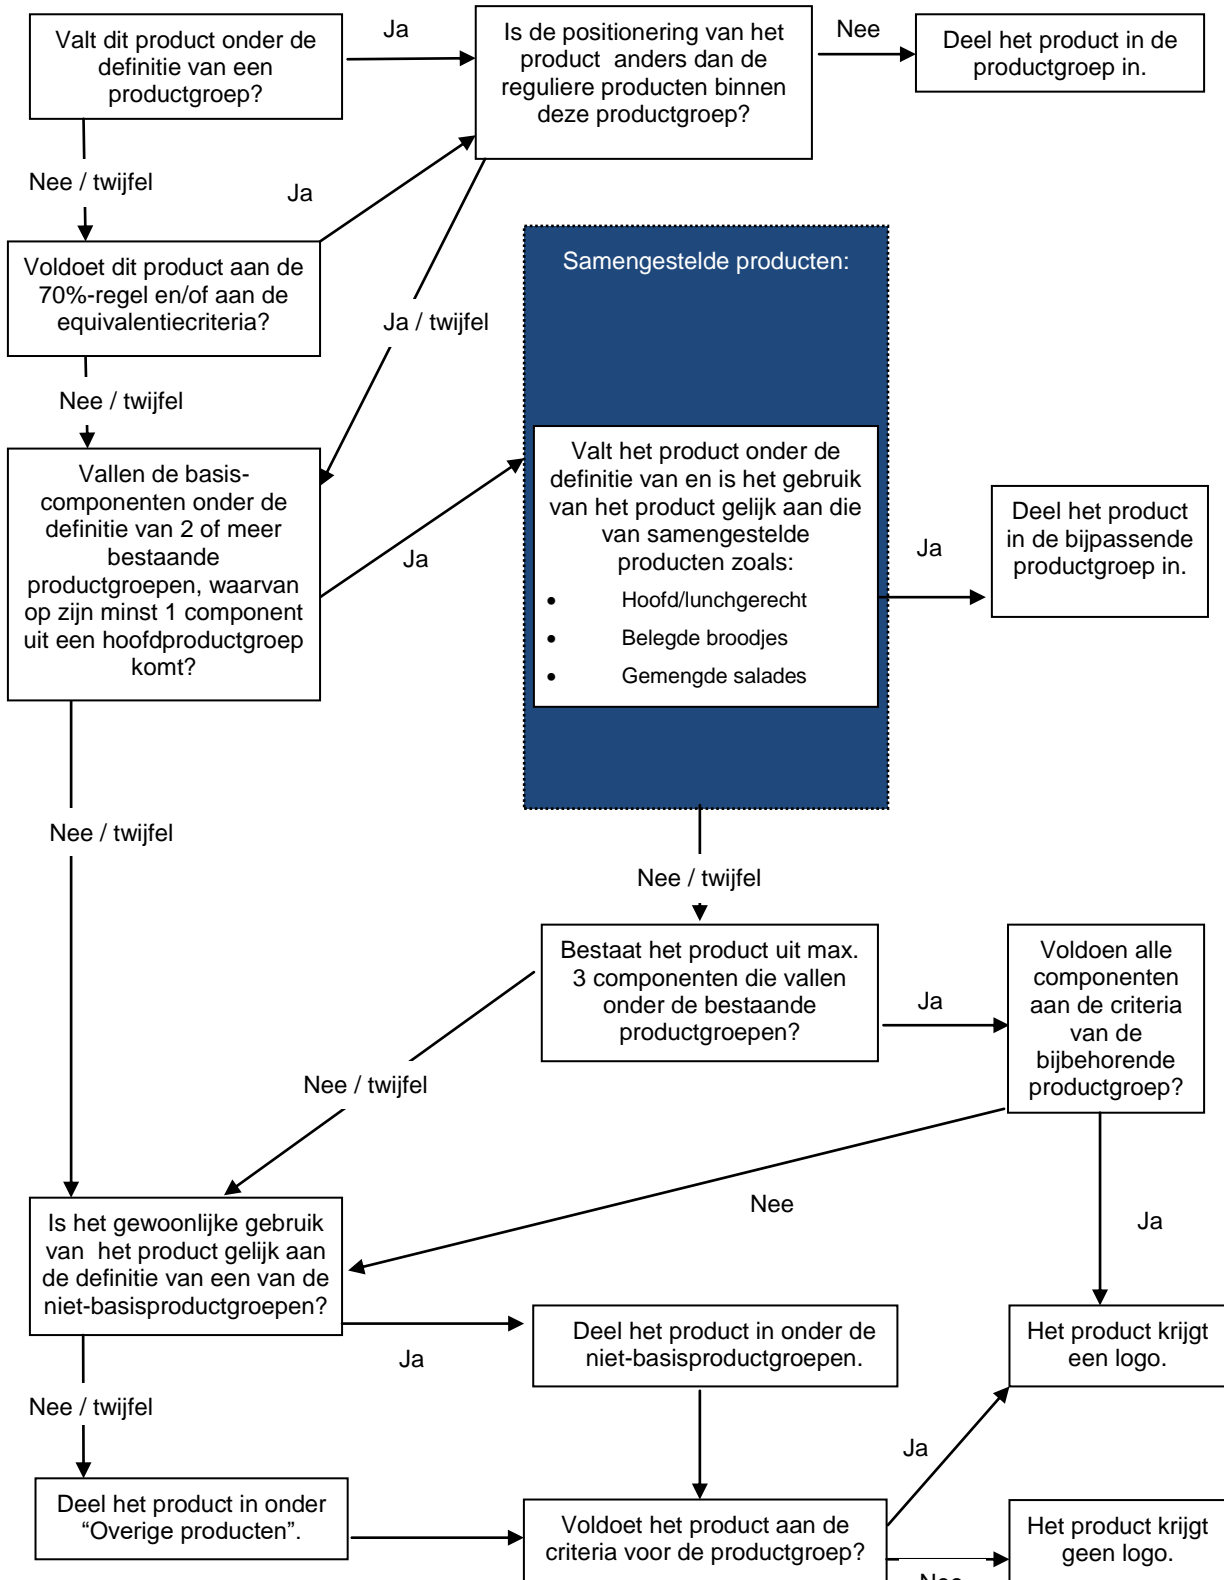 Valt dit product onder de
definitie van een
productgroep?
Ja
Is de positionering van het
product anders dan de
reguliere producten binnen
deze productgroep?
Nee
Deel het product in de
productgroep in.
Nee / twijfel
Ja
Voldoet dit product aan de
70%-regel en/of aan de
equivalentiecriteria?
Ja / twijfel
Samengestelde producten:
Nee / twijfel
Vallen de basis-
componenten onder de
definitie van 2 of meer
bestaande
productgroepen, waarvan
op zijn minst 1 component
uit een hoofdproductgroep
komt?
Ja
Valt het product onder de
definitie van en is het gebruik
van het product gelijk aan die
van samengestelde
producten zoals:
• Hoofd/lunchgerecht
• Belegde broodjes
• Gemengde salades
Ja
Deel het product
in de bijpassende
productgroep in.
Nee / twijfel
Nee / twijfel
Bestaat het product uit max.
3 componenten die vallen
onder de bestaande
productgroepen?
Ja
Voldoen alle
componenten
aan de criteria
van de
bijbehorende
productgroep?
Nee / twijfel
Nee
Ja
Is het gewoonlijke gebruik
van het product gelijk aan
de definitie van een van de
niet-basisproductgroepen?
Ja
Deel het product in onder de
niet-basisproductgroepen.
Het product krijgt
een logo.
Nee / twijfel
Ja
Deel het product in onder
“Overige producten”.
Voldoet het product aan de
criteria voor de productgroep?
Nee
Het product krijgt
geen logo.